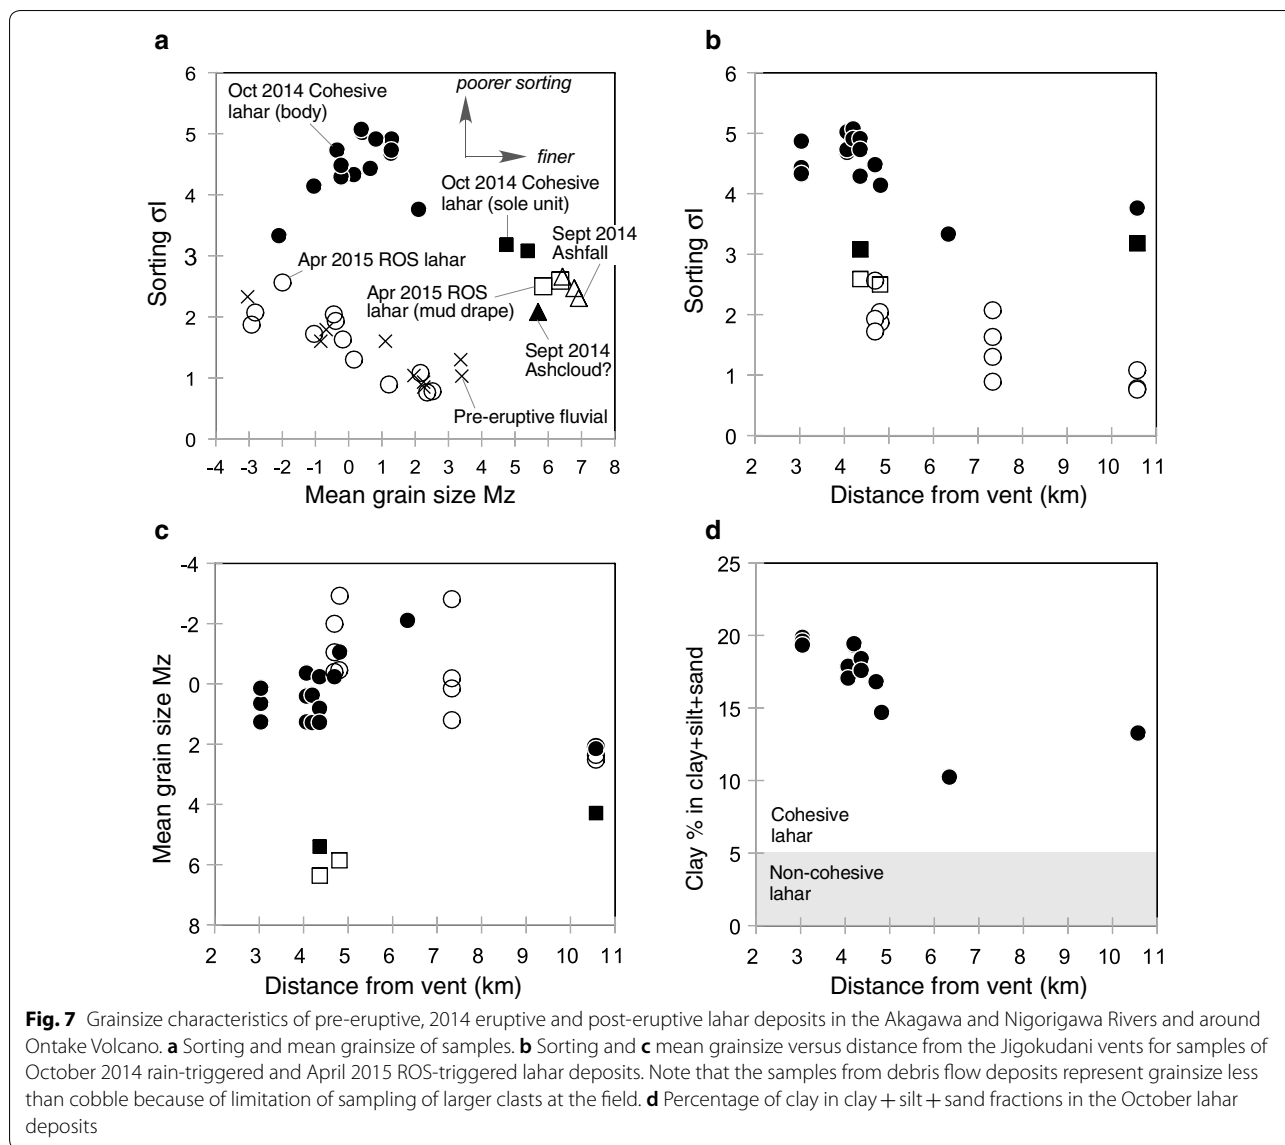 a
6
5
4
3
2
1
0
Sorting σI
-4 -3 -2 -1 0 1 2 3 4 5 6 7 8
Mean grain size Mz
Oct 2014 Cohesive
lahar (body)
poorer sorting
finer
Oct 2014 Cohesive
lahar (sole unit)
Sept 2014
Ashfall
Apr 2015 ROS lahar
Apr 2015 ROS
lahar (mud drape)
Sept 2014
Ashcloud?
Pre-eruptive fluvial
b
6
5
4
3
2
1
0
Sorting σI
2 3 4 5 6 7 8 9 10 11
Distance from vent (km)
c
-4
-2
0
2
4
6
8
Mean grain size Mz
2 3 4 5 6 7 8 9 10 11
Distance from vent (km)
d
25
20
15
10
5
0
Clay % in clay+silt+sand
Cohesive
lahar
Non-cohesive
lahar
2 3 4 5 6 7 8 9 10 11
Distance from vent (km)
Fig. 7 Grainsize characteristics of pre-eruptive, 2014 eruptive and post-eruptive lahar deposits in the Akagawa and Nigorigawa Rivers and around
Ontake Volcano. a Sorting and mean grainsize of samples. b Sorting and c mean grainsize versus distance from the Jigokudani vents for samples of
October 2014 rain-triggered and April 2015 ROS-triggered lahar deposits. Note that the samples from debris flow deposits represent grainsize less
than cobble because of limitation of sampling of larger clasts at the field. d Percentage of clay in clay + silt + sand fractions in the October lahar
deposits